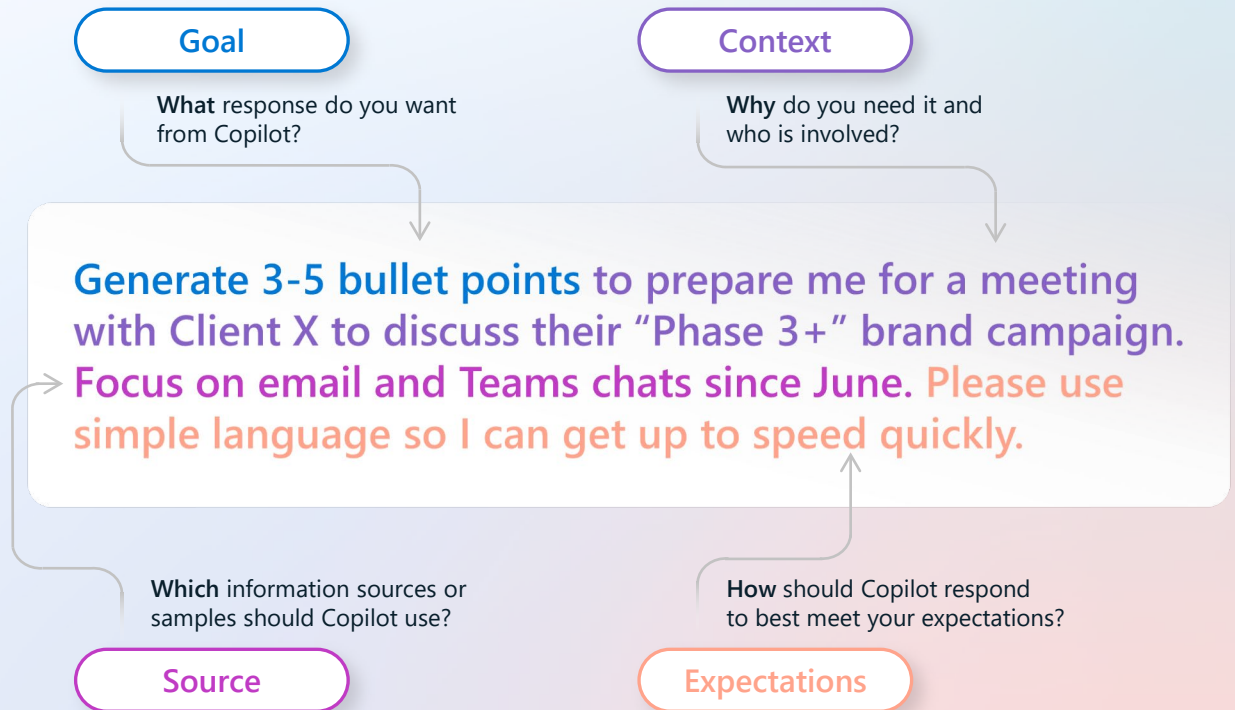 Goal
Context
What response do you want
from Copilot?
Why do you need it and
who is involved?
Generate 3-5 bullet points to prepare me for a meeting
with Client X to discuss their “Phase 3+” brand campaign.
Focus on email and Teams chats since June. Please use
simple language so I can get up to speed quickly.
Which information sources or
samples should Copilot use?
How should Copilot respond
to best meet your expectations?
Source
Expectations